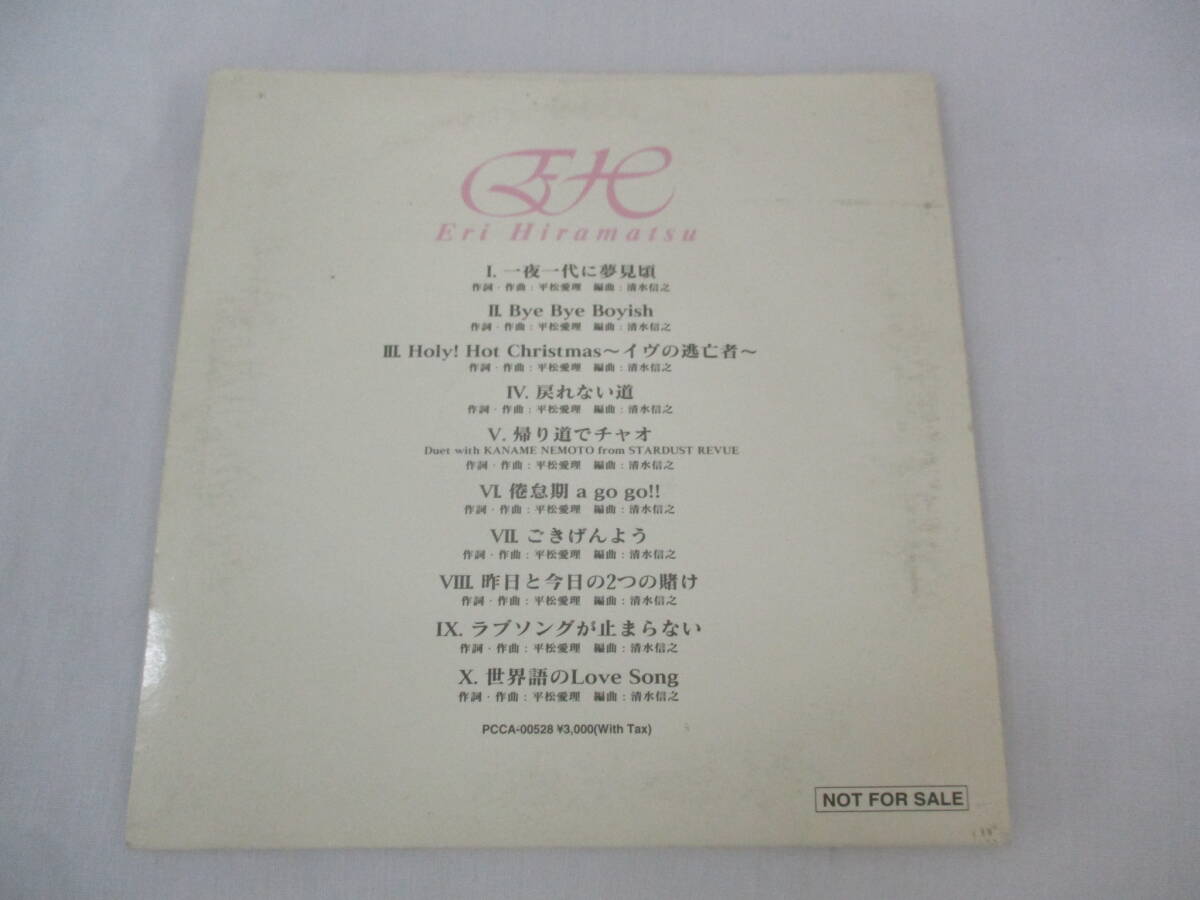 EH
Eri Hiramatsu
I. 一夜一代に夢見頃
作詞・作曲：平松愛理　編曲：清水信之
II. Bye Bye Boyish
作詞・作曲：平松愛理　編曲：清水信之
III. Holy! Hot Christmas〜イヴの逃亡者〜
作詞・作曲：平松愛理　編曲：清水信之
IV. 戻れない道
作詞・作曲：平松愛理　編曲：清水信之
V. 帰り道でチャオ
Duet with KANAME NEMOTO from STARDUST REVUE
作詞・作曲：平松愛理　編曲：清水信之
VI. 倦怠期 a go go!!
作詞・作曲：平松愛理　編曲：清水信之
VII. ごきげんよう
作詞・作曲：平松愛理　編曲：清水信之
VIII. 昨日と今日の2つの賭け
作詞・作曲：平松愛理　編曲：清水信之
IX. ラブソングが止まらない
作詞・作曲：平松愛理　編曲：清水信之
X. 世界語のLove Song
作詞・作曲：平松愛理　編曲：清水信之
PCCA-00528 ¥3,000(With Tax)
NOT FOR SALE